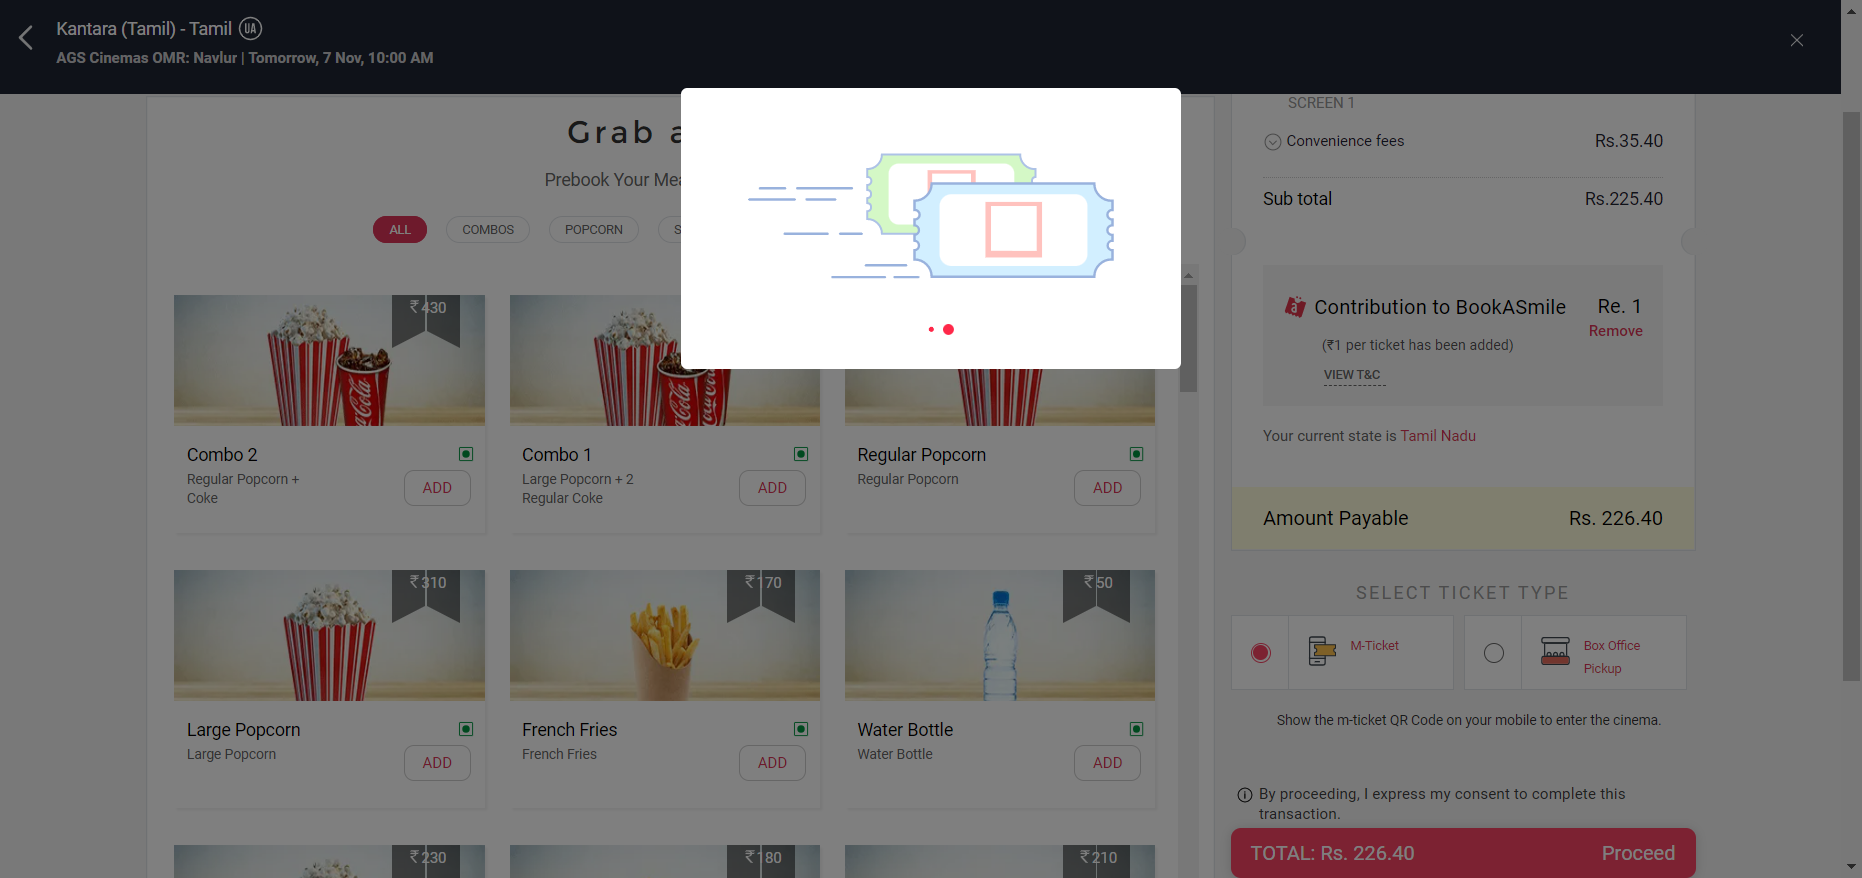 Kantara (Tamil) - Tamil UA
AGS Cinemas OMR: Navlur | Tomorrow, 7 Nov, 10:00 AM
Grab a
Prebook Your Mea
ALL
COMBOS
POPCORN
S
₹430
Coca-Cola
Combo 2
Regular Popcorn +
Coke
ADD
Coca-Cola
Combo 1
Large Popcorn + 2
Regular Coke
ADD
Regular Popcorn
Regular Popcorn
ADD
₹310
Large Popcorn
Large Popcorn
ADD
₹170
French Fries
French Fries
ADD
₹50
Water Bottle
Water Bottle
ADD
₹230
₹180
₹210
SCREEN 1
Convenience fees Rs.35.40
Sub total Rs.225.40
Contribution to BookASmile Re. 1
Remove
(₹1 per ticket has been added)
VIEW T&C
Your current state is Tamil Nadu
Amount Payable Rs. 226.40
SELECT TICKET TYPE
M-Ticket
Box Office
Pickup
Show the m-ticket QR Code on your mobile to enter the cinema.
By proceeding, I express my consent to complete this
transaction.
TOTAL: Rs. 226.40 Proceed